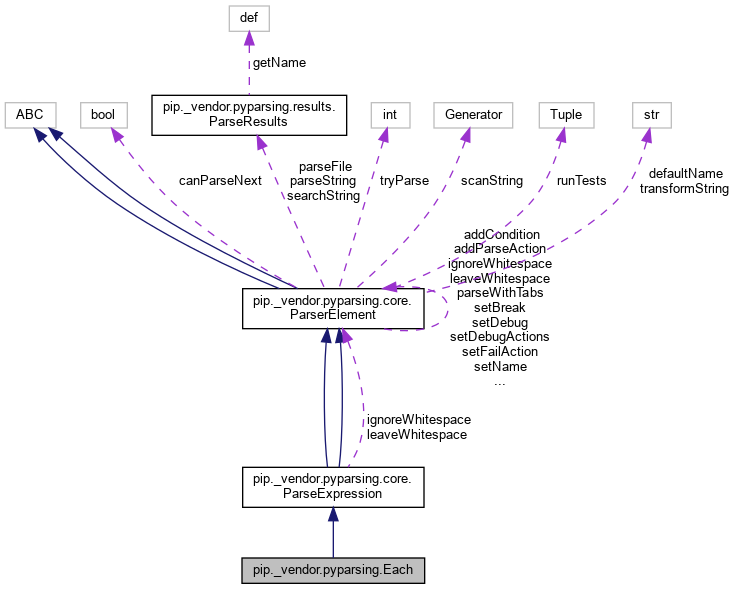 def
getName
pip._vendor.pyparsing.results.
ParseResults
ABC
bool
int
Generator
Tuple
str
canParseNext
parseFile
parseString
searchString
tryParse
scanString
runTests
defaultName
transformString
addCondition
addParseAction
ignoreWhitespace
leaveWhitespace
parseWithTabs
setBreak
setDebug
setDebugActions
setFailAction
setName
...
pip._vendor.pyparsing.core.
ParserElement
ignoreWhitespace
leaveWhitespace
pip._vendor.pyparsing.core.
ParseExpression
pip._vendor.pyparsing.Each